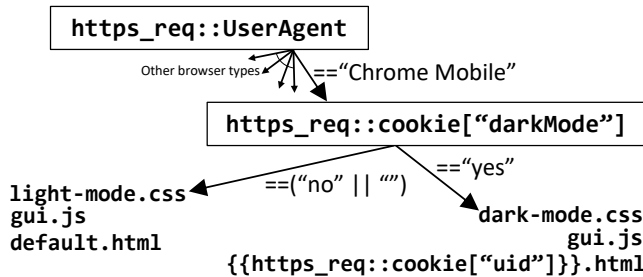 https_req::UserAgent
Other browser types
==“Chrome Mobile”
https_req::cookie[“darkMode”]
==(“no” || “”)
==“yes”
light-mode.css
gui.js
default.html
dark-mode.css
gui.js
{{https_req::cookie["uid"]}}.html